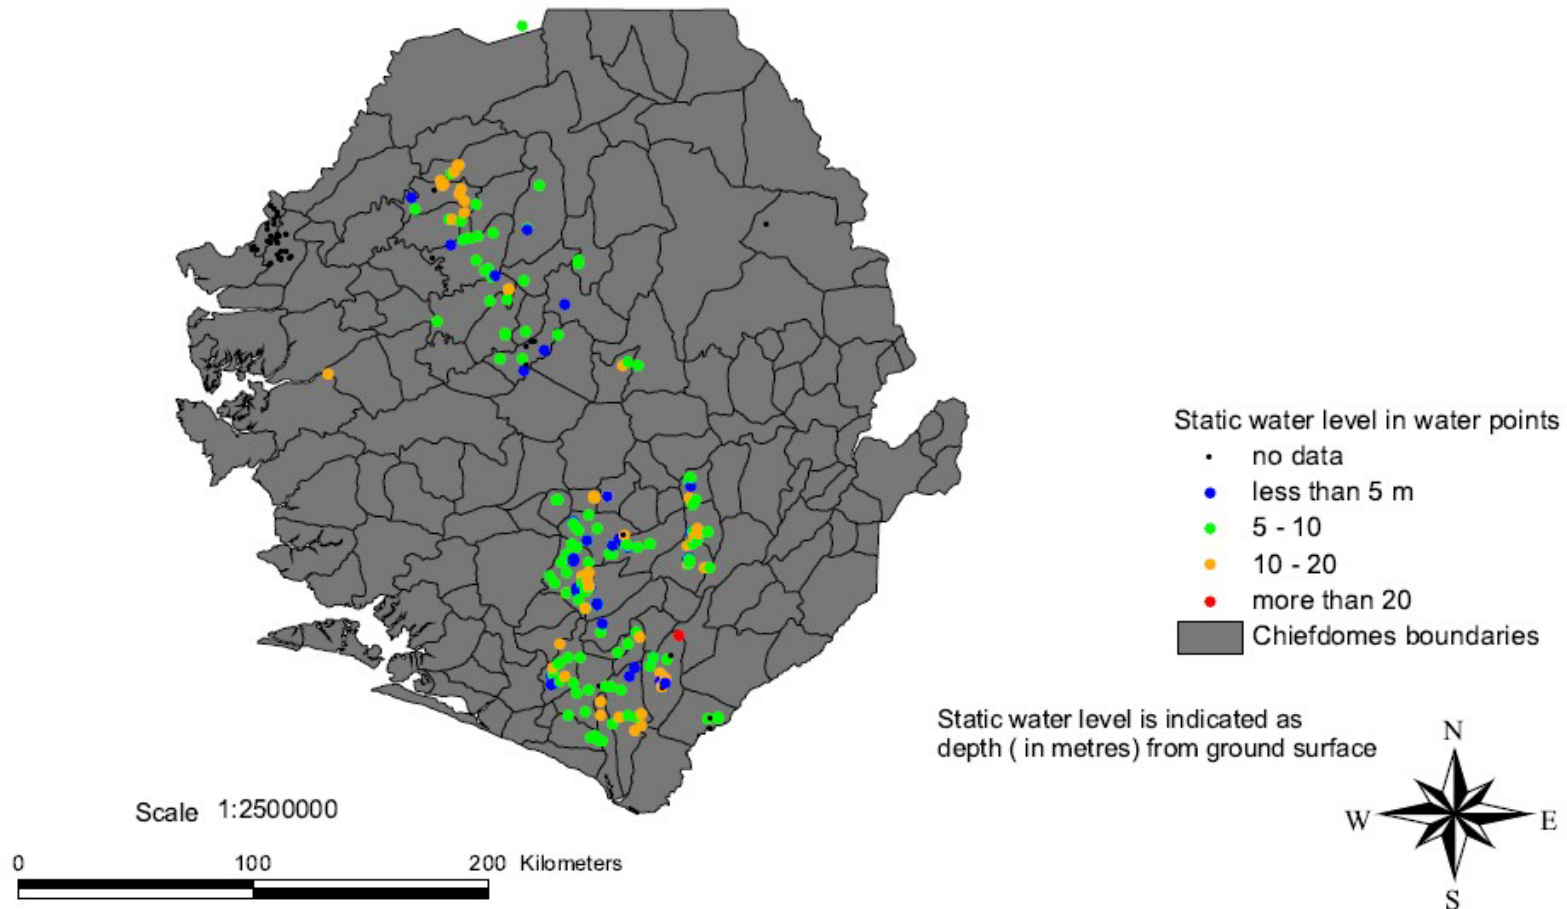 Static water level in water points
no data
less than 5 m
5 - 10
10 - 20
more than 20
Chiefdomes boundaries
Static water level is indicated as
depth ( in metres) from ground surface
N
W E
S
Scale 1:2500000
0 100 200 Kilometers